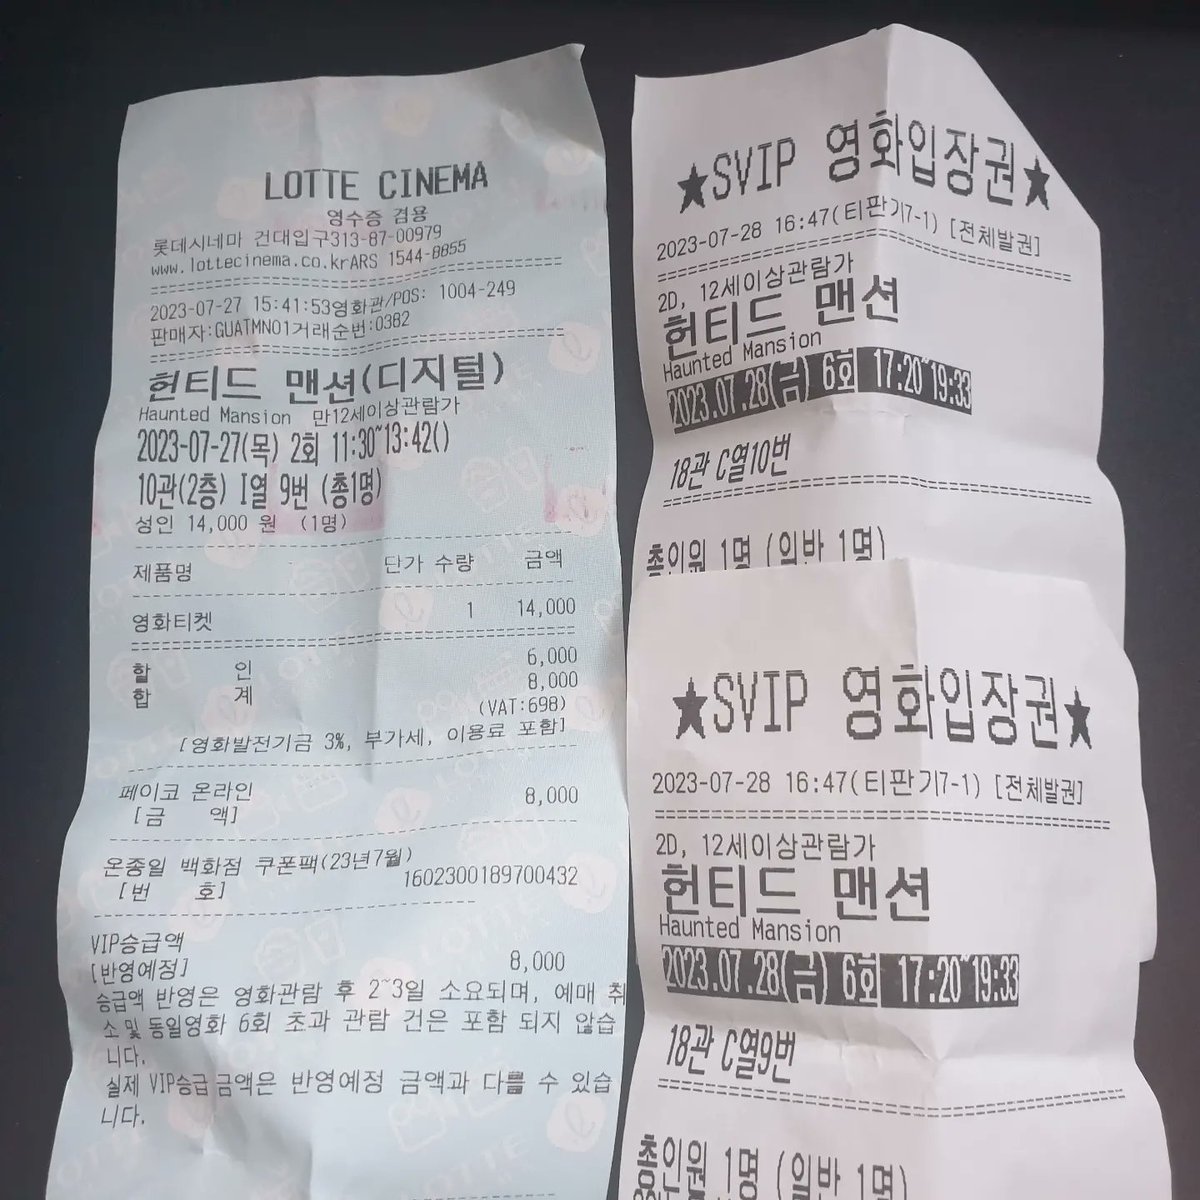 LOTTE CINEMA
영수증 겸용
롯데시네마 건대입구313-87-00979
www.lottecinema.co.krARS 1544-8855
2023-07-27 15:41:53영화관/POS: 1004-249
판매자:GUATMN01거래순번:0382
헌티드 맨션(디지털)
Haunted Mansion 만12세이상관람가
2023-07-27(목) 2회 11:30~13:42()
10관(2층) I열 9번 (총1명)
성인 14,000 원 (1명)
제품명 단가 수량 금액
영화티켓 1 14,000
할 인 6,000
합 계 8,000
(VAT:698)
[영화발전기금 3%, 부가세, 이용료 포함]
페이코 온라인 8,000
[금 액]
온종일 백화점 쿠폰팩(23년7월)
[번 호] 1602300189700432
VIP승급액
[반영예정] 8,000
승급액 반영은 영화관람 후 2~3일 소요되며, 예매 취
소 및 동일영화 6회 초과 관람 건은 포함 되지 않습
니다.
실제 VIP승급 금액은 반영예정 금액과 다를 수 있습
니다.
★SVIP 영화입장권★
2023-07-28 16:47(티판기7-1) [전체발권]
2D, 12세이상관람가
헌티드 맨션
Haunted Mansion
2023.07.28(금) 6회 17:20~19:33
18관 C열10번
총인원 1명 (일반 1명)
★SVIP 영화입장권★
2023-07-28 16:47(티판기7-1) [전체발권]
2D, 12세이상관람가
헌티드 맨션
Haunted Mansion
2023.07.28(금) 6회 17:20~19:33
18관 C열9번
총인원 1명 (일반 1명)